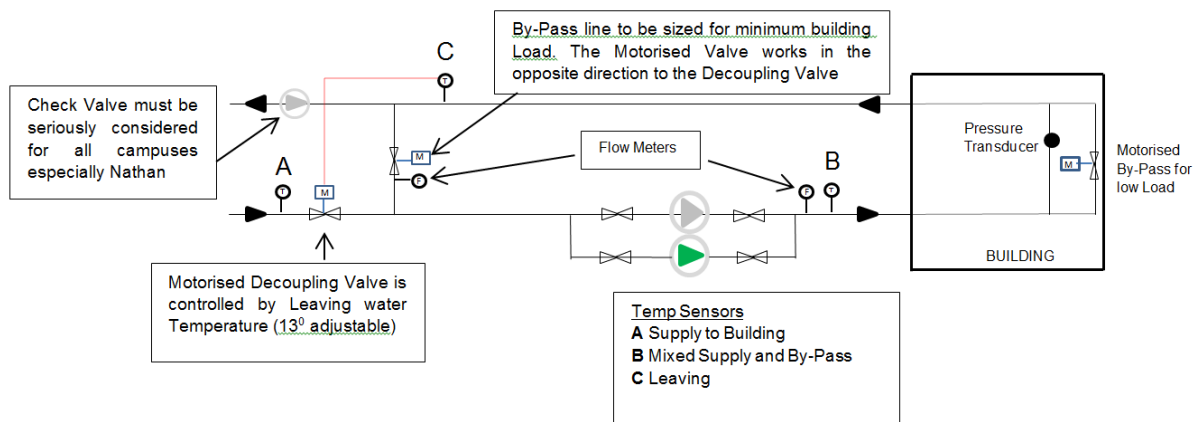 By-Pass line to be sized for minimum building
Load. The Motorised Valve works in the
opposite direction to the Decoupling Valve
C
T
Check Valve must be
seriously considered
for all campuses
especially Nathan
A
T
M
M
F
Flow Meters
B
F
T
Pressure
Transducer
M
Motorised
By-Pass for
low Load
BUILDING
Motorised Decoupling Valve is
controlled by Leaving water
Temperature (13⁰ adjustable)
Temp Sensors
A Supply to Building
B Mixed Supply and By-Pass
C Leaving